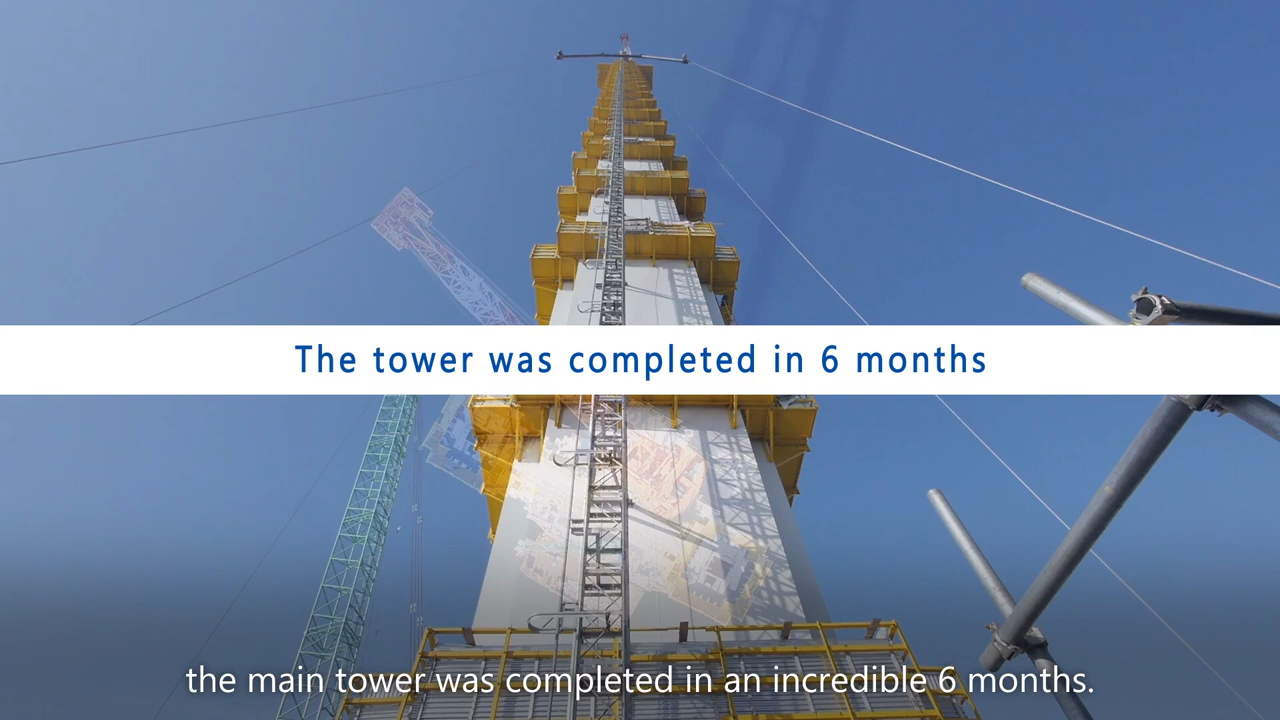 The tower was completed in 6 months
the main tower was completed in an incredible 6 months.